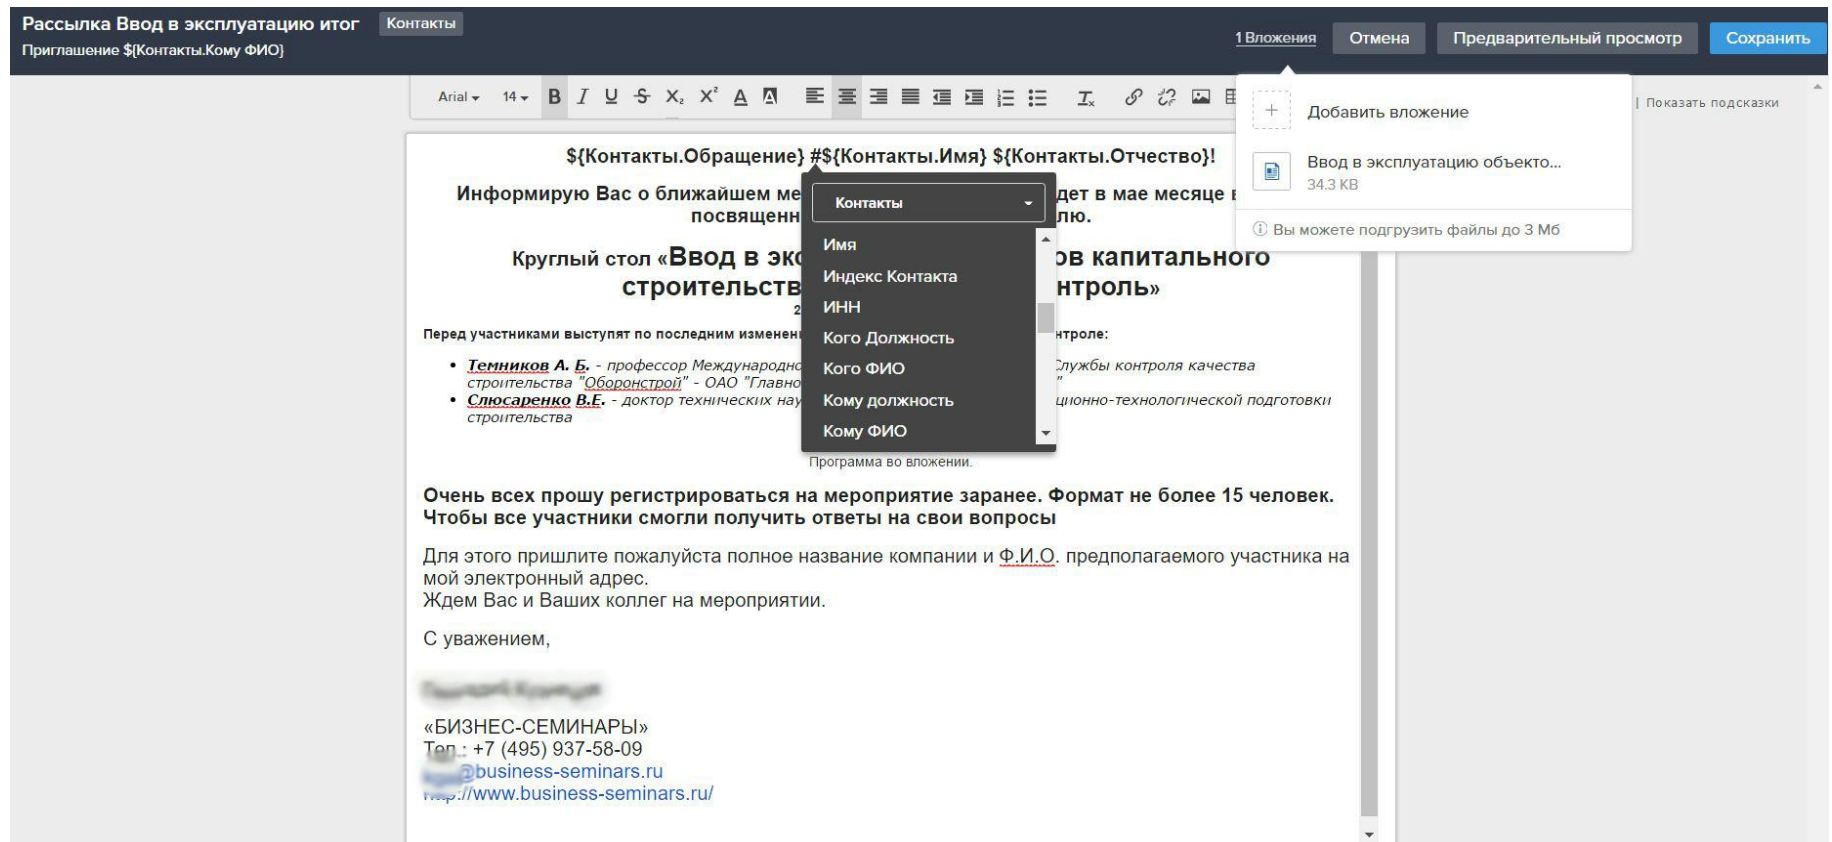 Рассылка Ввод в эксплуатацию итог Контакты
Приглашение ${Контакты.Кому ФИО}
1 Вложения Отмена Предварительный просмотр Сохранить
Arial 14 B I U S X₂ X² A A
| Показать подсказки
Добавить вложение
Ввод в эксплуатацию объекто...
34.3 KB
Вы можете подгрузить файлы до 3 Мб
${Контакты.Обращение} #${Контакты.Имя} ${Контакты.Отчество}!
Информирую Вас о ближайшем ме дет в мае месяце
посвященн лю.
Круглый стол «Ввод в экс ов капитального
строительств нтроль»
2
Перед участниками выступят по последним изменен нтроле:
Контакты
Имя
Индекс Контакта
ИНН
Кого Должность
Кого ФИО
Кому должность
Кому ФИО
• Темников А. Б. - профессор Международно Службы контроля качества
строительства "Оборонстрой" - ОАО "Главно "
• Слюсаренко В.Е. - доктор технических нау ционно-технологической подготовки
строительства
Программа во вложении.
Очень всех прошу регистрироваться на мероприятие заранее. Формат не более 15 человек.
Чтобы все участники смогли получить ответы на свои вопросы
Для этого пришлите пожалуйста полное название компании и Ф.И.О. предполагаемого участника на
мой электронный адрес.
Ждем Вас и Ваших коллег на мероприятии.
С уважением,
«БИЗНЕС-СЕМИНАРЫ»
Тел.: +7 (495) 937-58-09
@business-seminars.ru
http://www.business-seminars.ru/